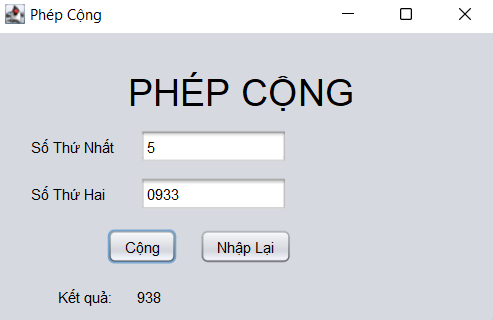 Phép Cộng
PHÉP CỘNG
Số Thứ Nhất 5
Số Thứ Hai 0933
Cộng Nhập Lại
Kết quả: 938